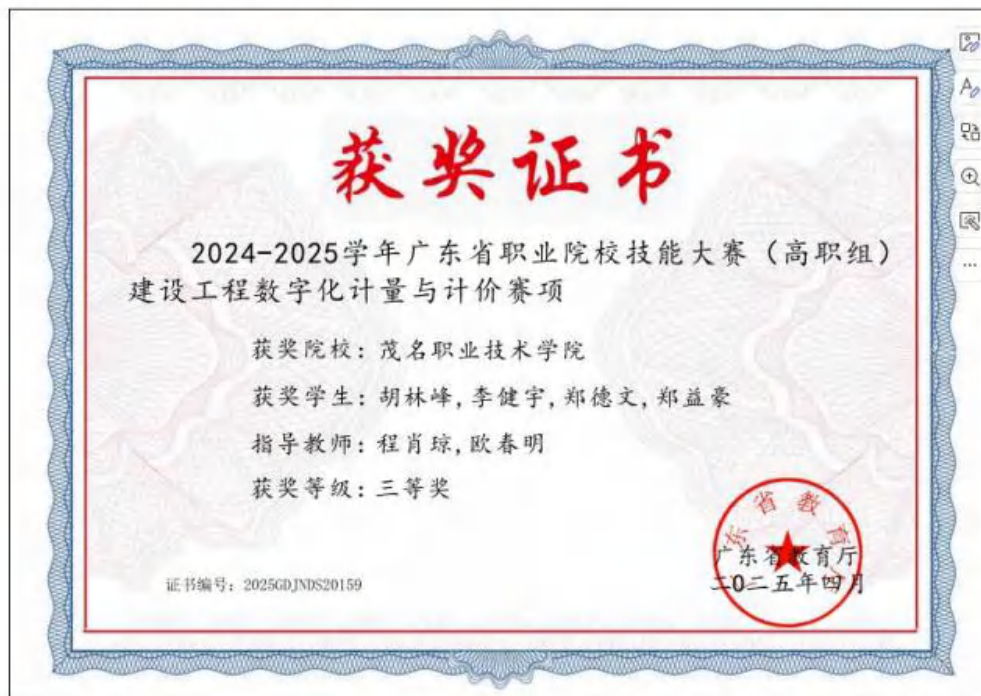 获奖证书
2024-2025学年广东省职业院校技能大赛（高职组）
建设工程数字化计量与计价赛项
获奖院校：茂名职业技术学院
获奖学生：胡林峰,李健宇,郑德文,郑益豪
指导教师：程肖琼,欧春明
获奖等级：三等奖
东省教育
广东省教育厅
二0二五年四月
证书编号：2025GDJNDS20159